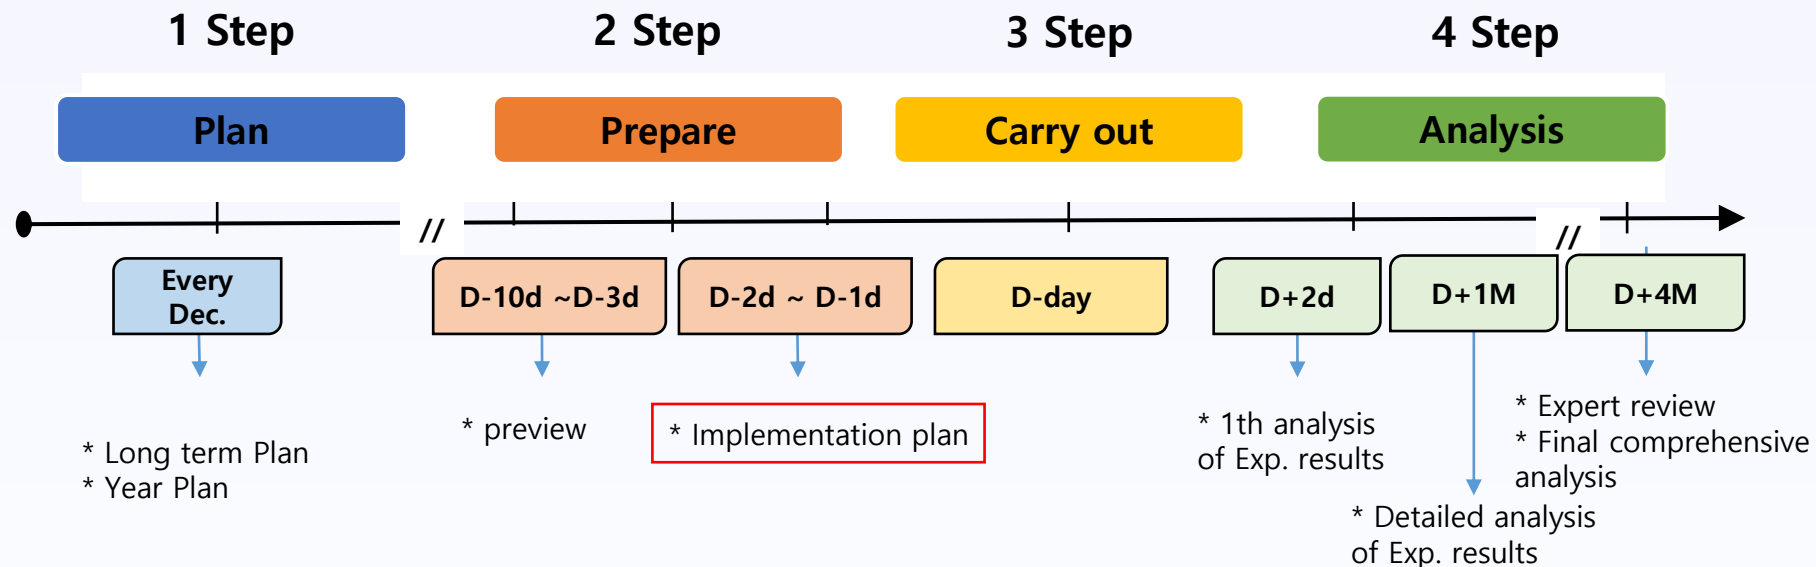 1 Step
2 Step
3 Step
4 Step
Plan
Prepare
Carry out
Analysis
//
//
Every
Dec.
D-10d ~D-3d
D-2d ~ D-1d
D-day
D+2d
D+1M
D+4M
* Long term Plan
* Year Plan
* preview
* Implementation plan
* 1th analysis
of Exp. results
* Detailed analysis
of Exp. results
* Expert review
* Final comprehensive
analysis